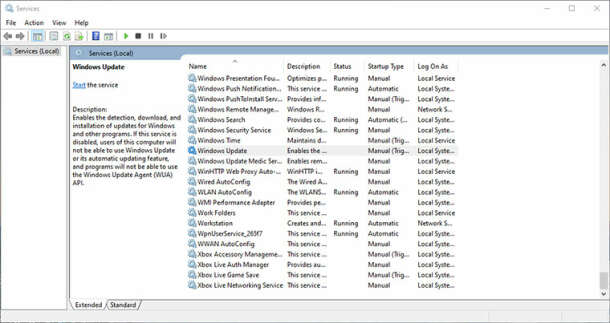 Services
File Action View Help
Services (Local)
Services (Local)
Windows Update
Start the service
Description:
Enables the detection, download, and
installation of updates for Windows
and other programs. If this service is
disabled, users of this computer will
not be able to use Windows Update
or its automatic updating feature,
and programs will not be able to use
the Windows Update Agent (WUA)
API.
Name Description Status Startup Type Log On As
Windows Presentation Fou... Optimizes p... Running Manual Local Service
Windows Push Notification... This service ... Running Automatic Local Syste...
Windows PushToInstall Serv... Provides inf... Manual (Trig... Local Syste...
Windows Remote Manage... Windows R... Manual Network S...
Windows Search Provides co... Running Automatic (... Local Syste...
Windows Security Service Windows Se... Running Manual Local Syste...
Windows Time Maintains d... Running Manual (Trig... Local Service
Windows Update Enables the ... Manual (Trig... Local Syste...
Windows Update Medic Ser... Enables rem... Manual Local Syste...
WinHTTP Web Proxy Auto-... WinHTTP i... Running Manual Local Service
Wired AutoConfig The Wired A... Manual Local Syste...
WLAN AutoConfig The WLANS... Running Automatic Local Syste...
WMI Performance Adapter Provides pe... Manual Local Syste...
Work Folders This service ... Manual Local Service
Workstation Creates and... Running Automatic Network S...
WpnUserService_265f7 This service ... Running Automatic Local Syste...
WWAN AutoConfig This service ... Manual Local Syste...
Xbox Accessory Manageme... This service ... Manual (Trig... Local Syste...
Xbox Live Auth Manager Provides au... Manual Local Syste...
Xbox Live Game Save This service ... Manual (Trig... Local Syste...
Xbox Live Networking Service This service ... Manual Local Syste...
Extended Standard